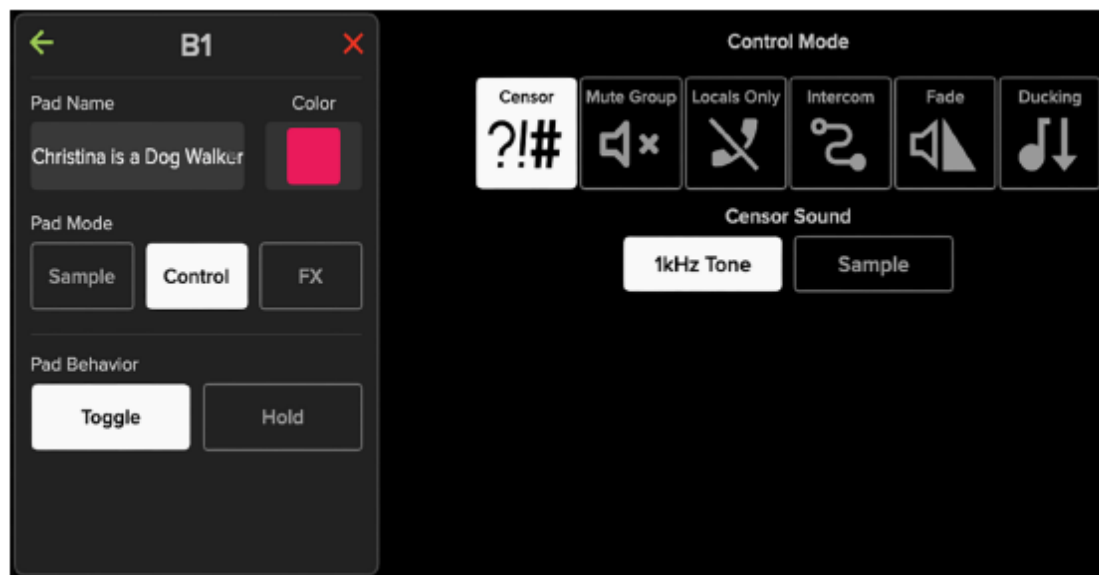 B1
Pad Name Color
Christina is a Dog Walker
Pad Mode
Sample Control FX
Pad Behavior
Toggle Hold
Control Mode
Censor Mute Group Locals Only Intercom Fade Ducking
?!#
Censor Sound
1kHz Tone Sample